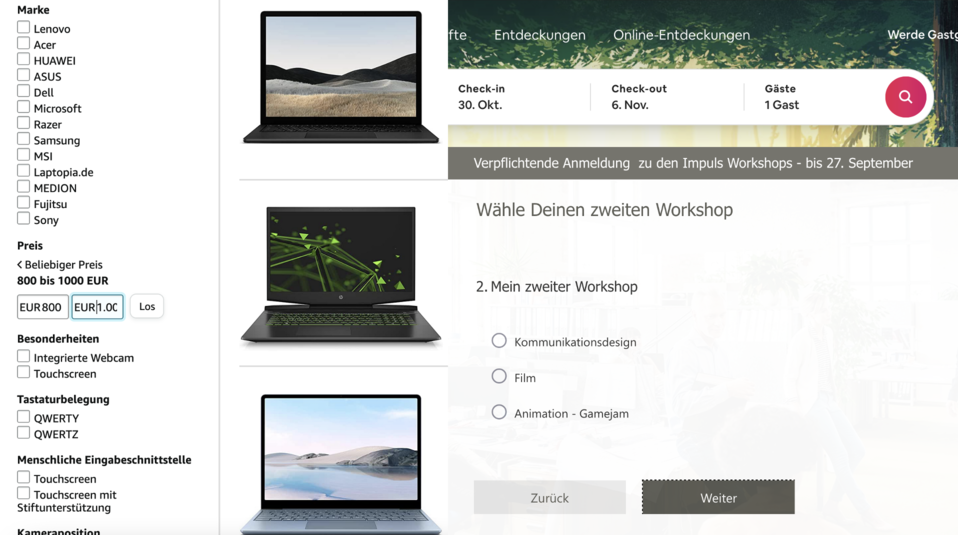 Marke
Lenovo
Acer
HUAWEI
ASUS
Dell
Microsoft
Razer
Samsung
MSI
Laptopia.de
MEDION
Fujitsu
Sony
Preis
‹ Beliebiger Preis
800 bis 1000 EUR
EUR 800 EUR 1.00 Los
Besonderheiten
Integrierte Webcam
Touchscreen
Tastaturbelegung
QWERTY
QWERTZ
Menschliche Eingabeschnittstelle
Touchscreen
Touchscreen mit
Stiftunterstützung
Kameraposition
fte Entdeckungen Online-Entdeckungen Werde Gastg
Check-in Check-out Gäste
30. Okt. 6. Nov. 1 Gast
Verpflichtende Anmeldung zu den Impuls Workshops - bis 27. September
Wähle Deinen zweiten Workshop
2. Mein zweiter Workshop
Kommunikationsdesign
Film
Animation - Gamejam
Zurück Weiter